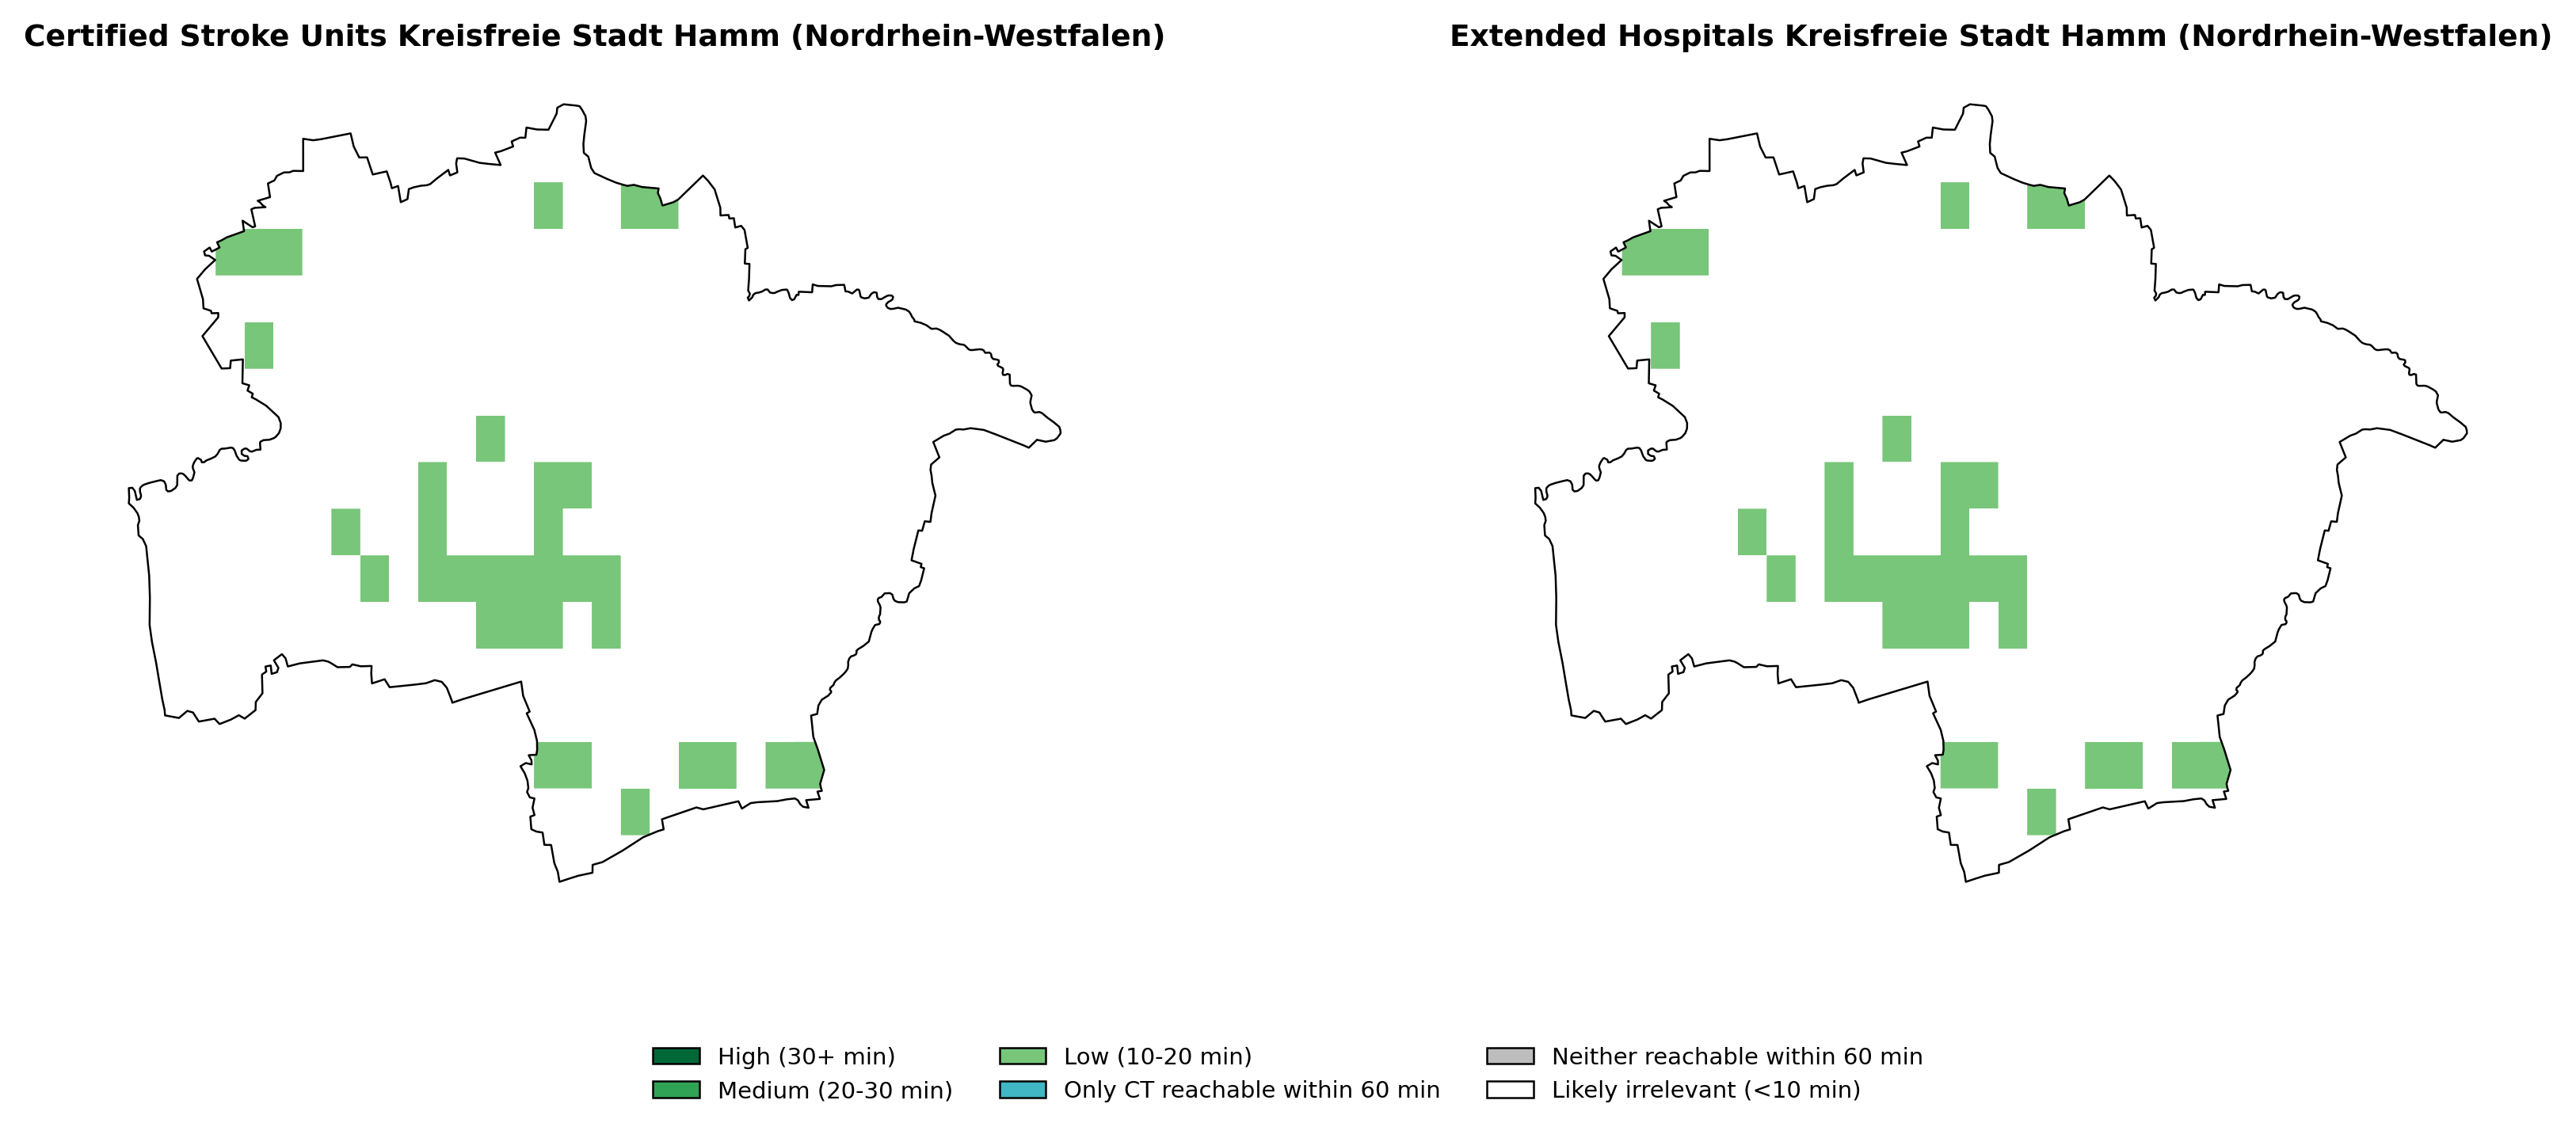 Certified Stroke Units Kreisfreie Stadt Hamm (Nordrhein-Westfalen)
Extended Hospitals Kreisfreie Stadt Hamm (Nordrhein-Westfalen)
High (30+ min)
Medium (20-30 min)
Low (10-20 min)
Only CT reachable within 60 min
Neither reachable within 60 min
Likely irrelevant (<10 min)